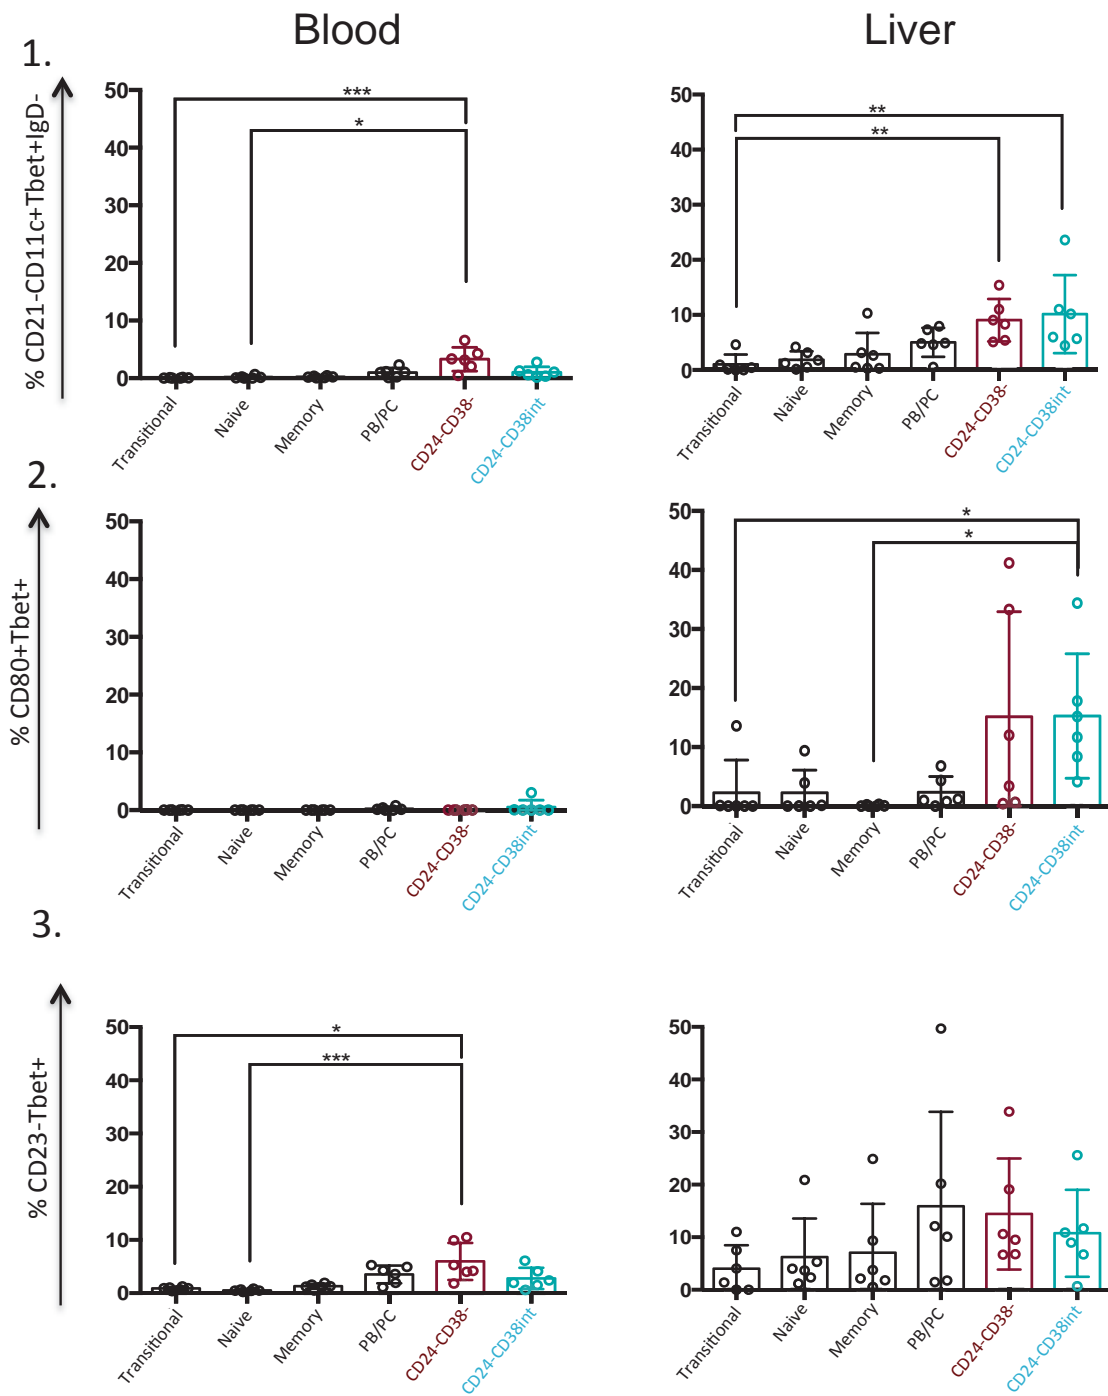 Blood
Liver
1.
% CD21-CD11c+Tbet+IgD-
50
40
30
20
10
0
***
*
Transitional
Naive
Memory
PB/PC
CD24-CD38-
CD24-CD38int
50
40
30
20
10
0
**
**
Transitional
Naive
Memory
PB/PC
CD24-CD38-
CD24-CD38int
2.
% CD80+Tbet+
50
40
30
20
10
0
Transitional
Naive
Memory
PB/PC
CD24-CD38-
CD24-CD38int
50
40
30
20
10
0
*
*
Transitional
Naive
Memory
PB/PC
CD24-CD38-
CD24-CD38int
3.
% CD23-Tbet+
50
40
30
20
10
0
*
***
Transitional
Naive
Memory
PB/PC
CD24-CD38-
CD24-CD38int
50
40
30
20
10
0
Transitional
Naive
Memory
PB/PC
CD24-CD38-
CD24-CD38int